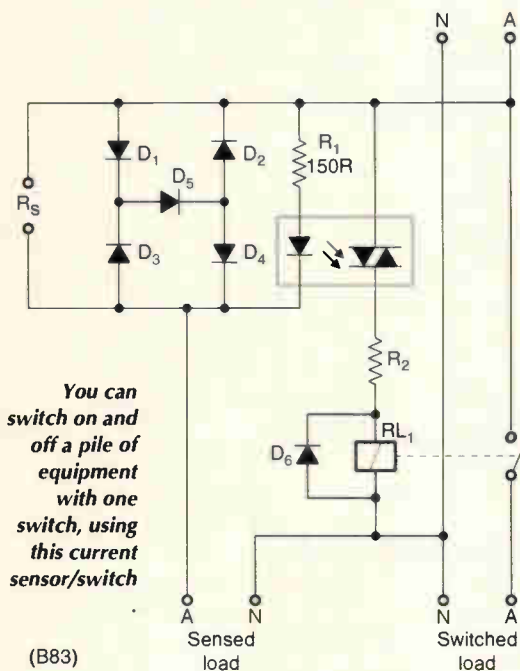 N
A
D₁
D₂
R₁
150R
D₅
Rₛ
D₃
D₄
R₂
You can
switch on and
off a pile of
equipment
with one
switch, using
this current
sensor/switch
D₆
RL₁
A
N
N
A
Sensed
load
Switched
load
(B83)